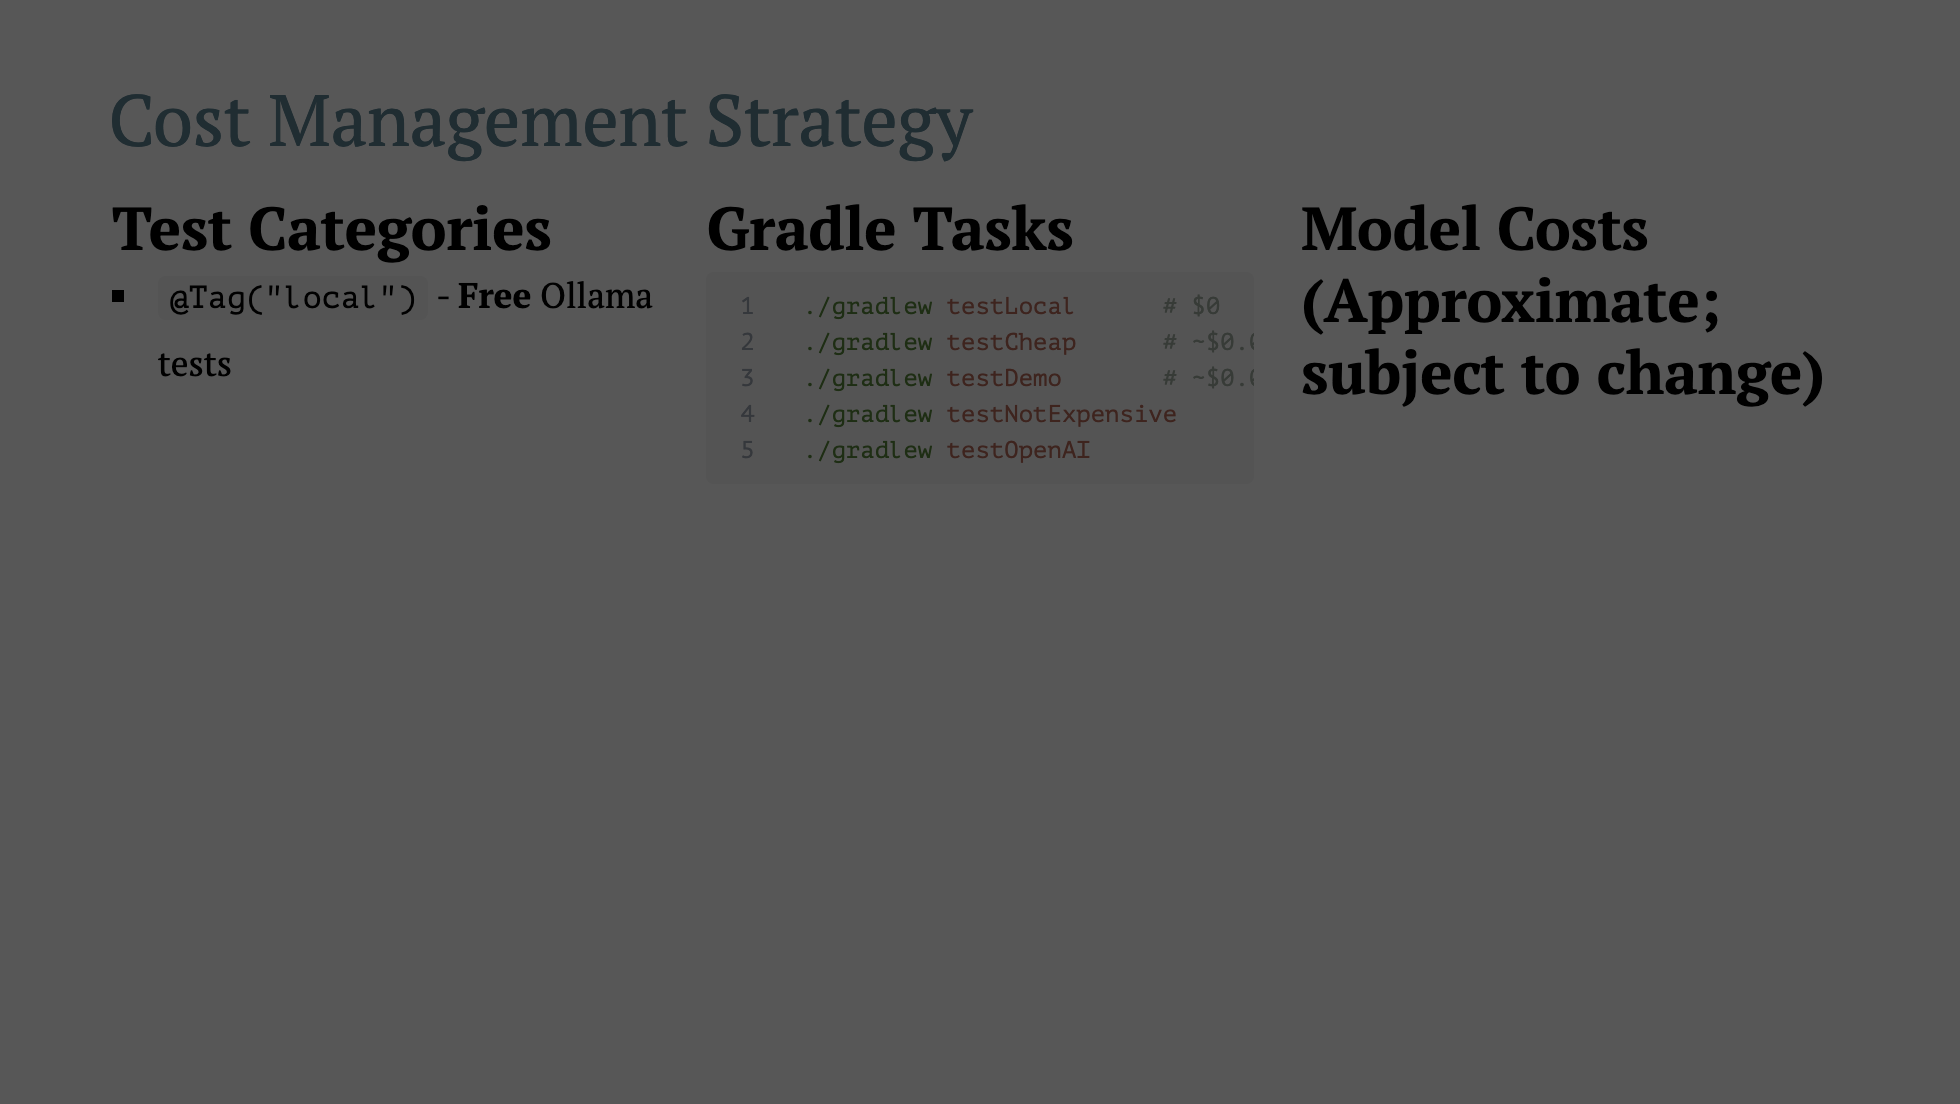 Cost Management Strategy
Test Categories
▪ @Tag("local") - Free Ollama
tests
Gradle Tasks
1 ./gradlew testLocal # $0
2 ./gradlew testCheap # ~$0.
3 ./gradlew testDemo # ~$0.
4 ./gradlew testNotExpensive
5 ./gradlew testOpenAI
Model Costs
(Approximate;
subject to change)